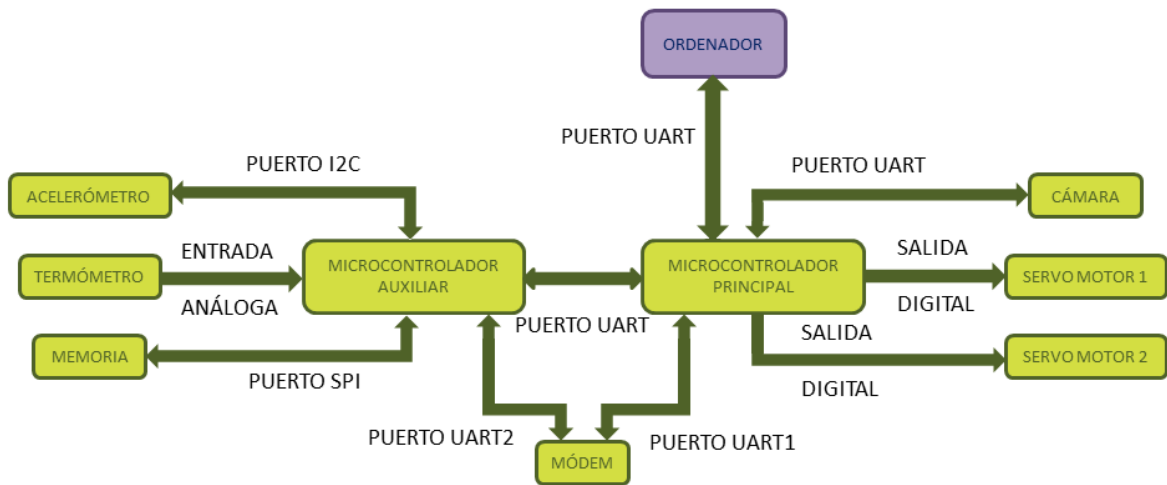 ORDENADOR
PUERTO UART
PUERTO I2C
PUERTO UART
ACELERÓMETRO
CÁMARA
ENTRADA
SALIDA
TERMÓMETRO
MICROCONTROLADOR
AUXILIAR
MICROCONTROLADOR
PRINCIPAL
SERVO MOTOR 1
ANÁLOGA
DIGITAL
PUERTO UART
SALIDA
MEMORIA
SERVO MOTOR 2
PUERTO SPI
DIGITAL
PUERTO UART2
PUERTO UART1
MÓDEM